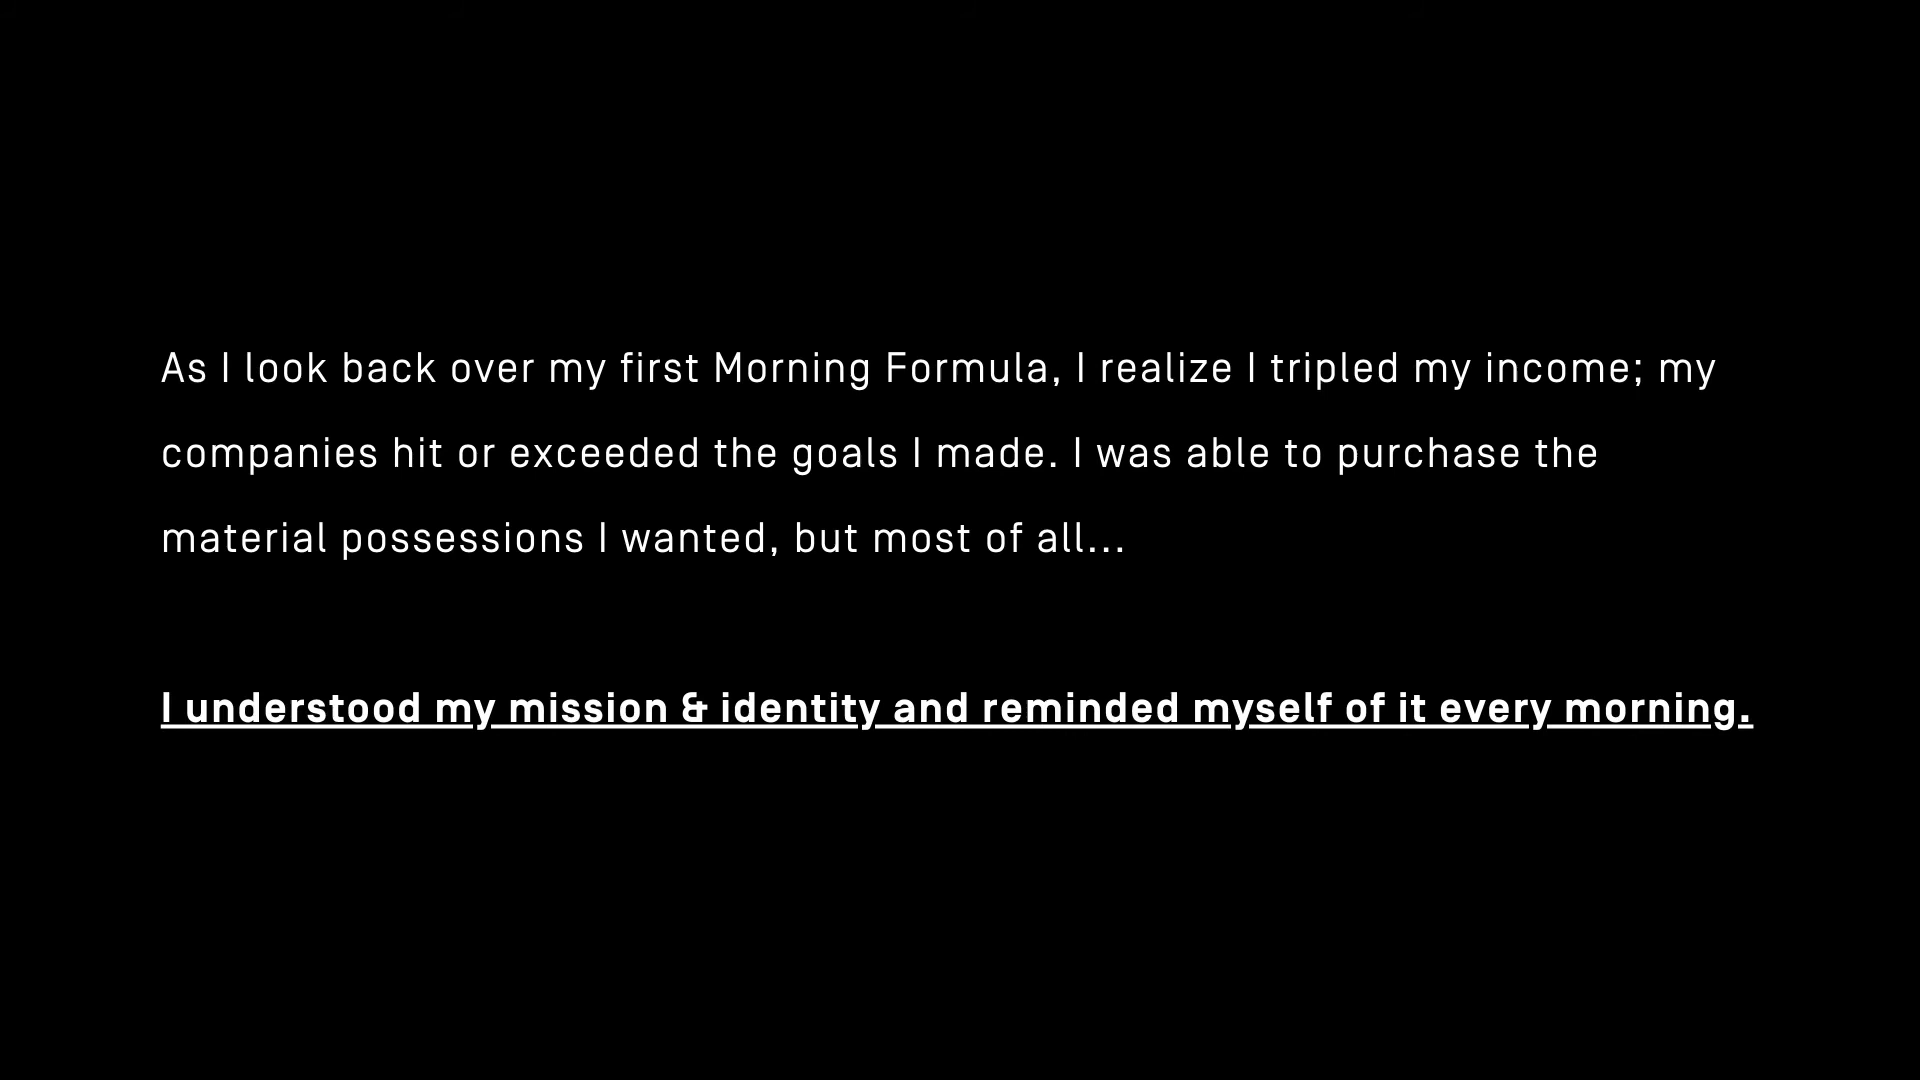 As I look back over my first Morning Formula, I realize I tripled my income; my
companies hit or exceeded the goals I made. I was able to purchase the
material possessions I wanted, but most of all...
I understood my mission & identity and reminded myself of it every morning.